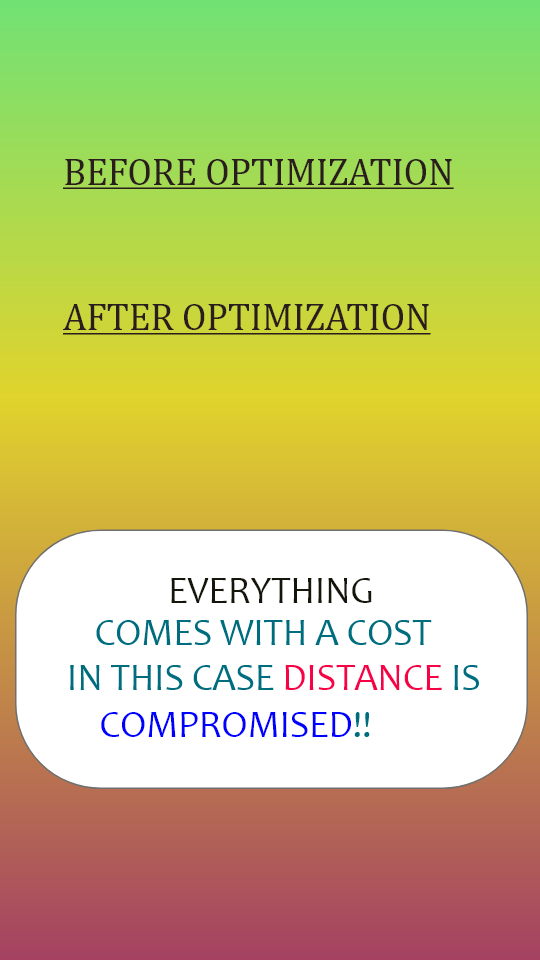 BEFORE OPTIMIZATION
AFTER OPTIMIZATION
EVERYTHING
COMES WITH A COST
IN THIS CASE DISTANCE IS
COMPROMISED!!